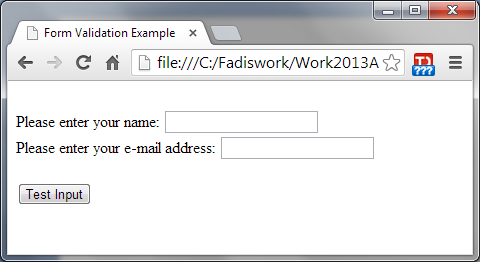 Form Validation Example
file:///C:/Fadiswork/Work2013A
???
Please enter your name:
Please enter your e-mail address:
Test Input